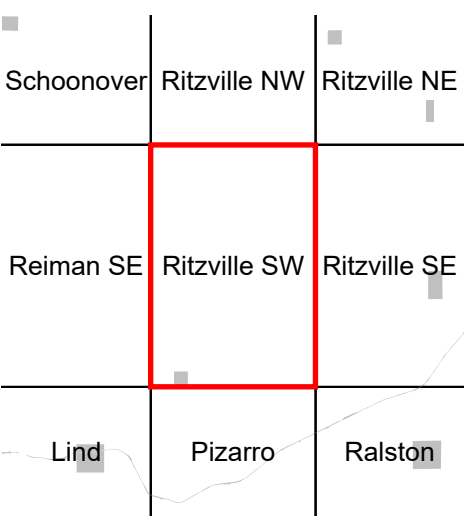 Schoonover
Ritzville NW
Ritzville NE
Reiman SE
Ritzville SW
Ritzville SE
Lind
Pizarro
Ralston